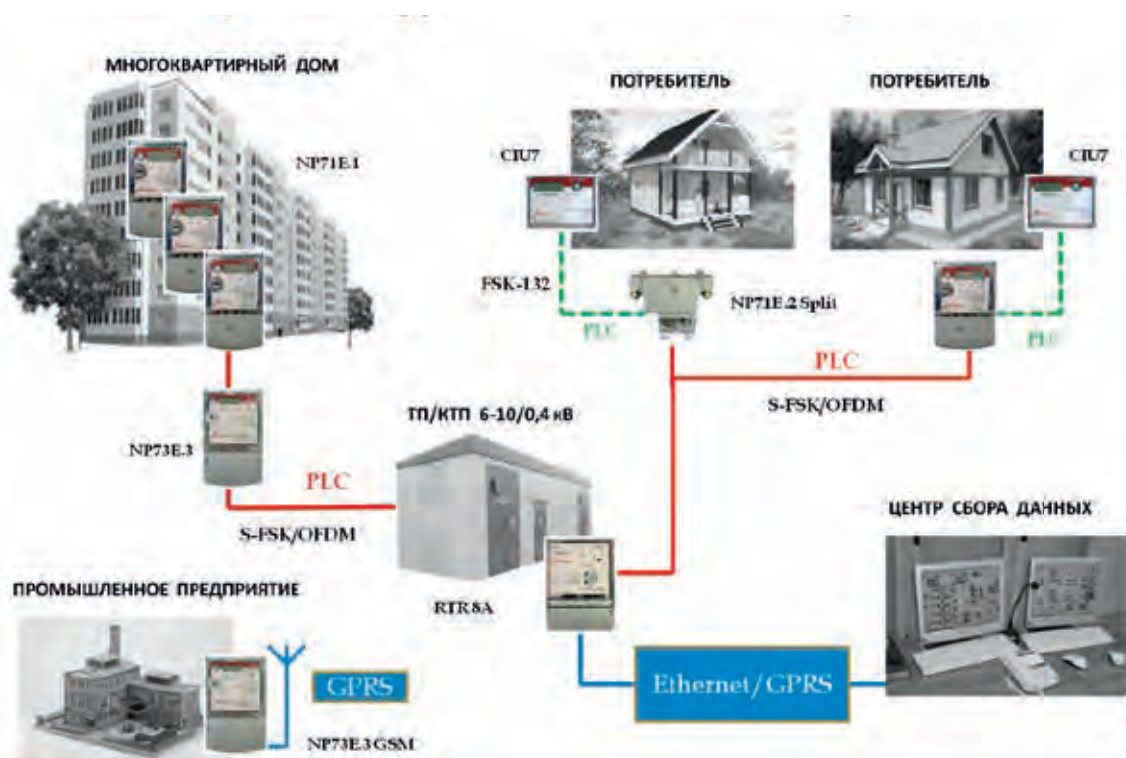 МНОГОКВАРТИРНЫЙ ДОМ
ПОТРЕБИТЕЛЬ
ПОТРЕБИТЕЛЬ
NP71E.1
CIU7
CIU7
FSK-132
NP71E.2 Split
PLC
PLC
PLC
S-FSK/OFDM
ТП/КТП 6-10/0,4 кВ
NP73E.3
PLC
S-FSK/OFDM
ЦЕНТР СБОРА ДАННЫХ
ПРОМЫШЛЕННОЕ ПРЕДПРИЯТИЕ
RTR8A
GPRS
Ethernet/GPRS
NP73E.3 GSM